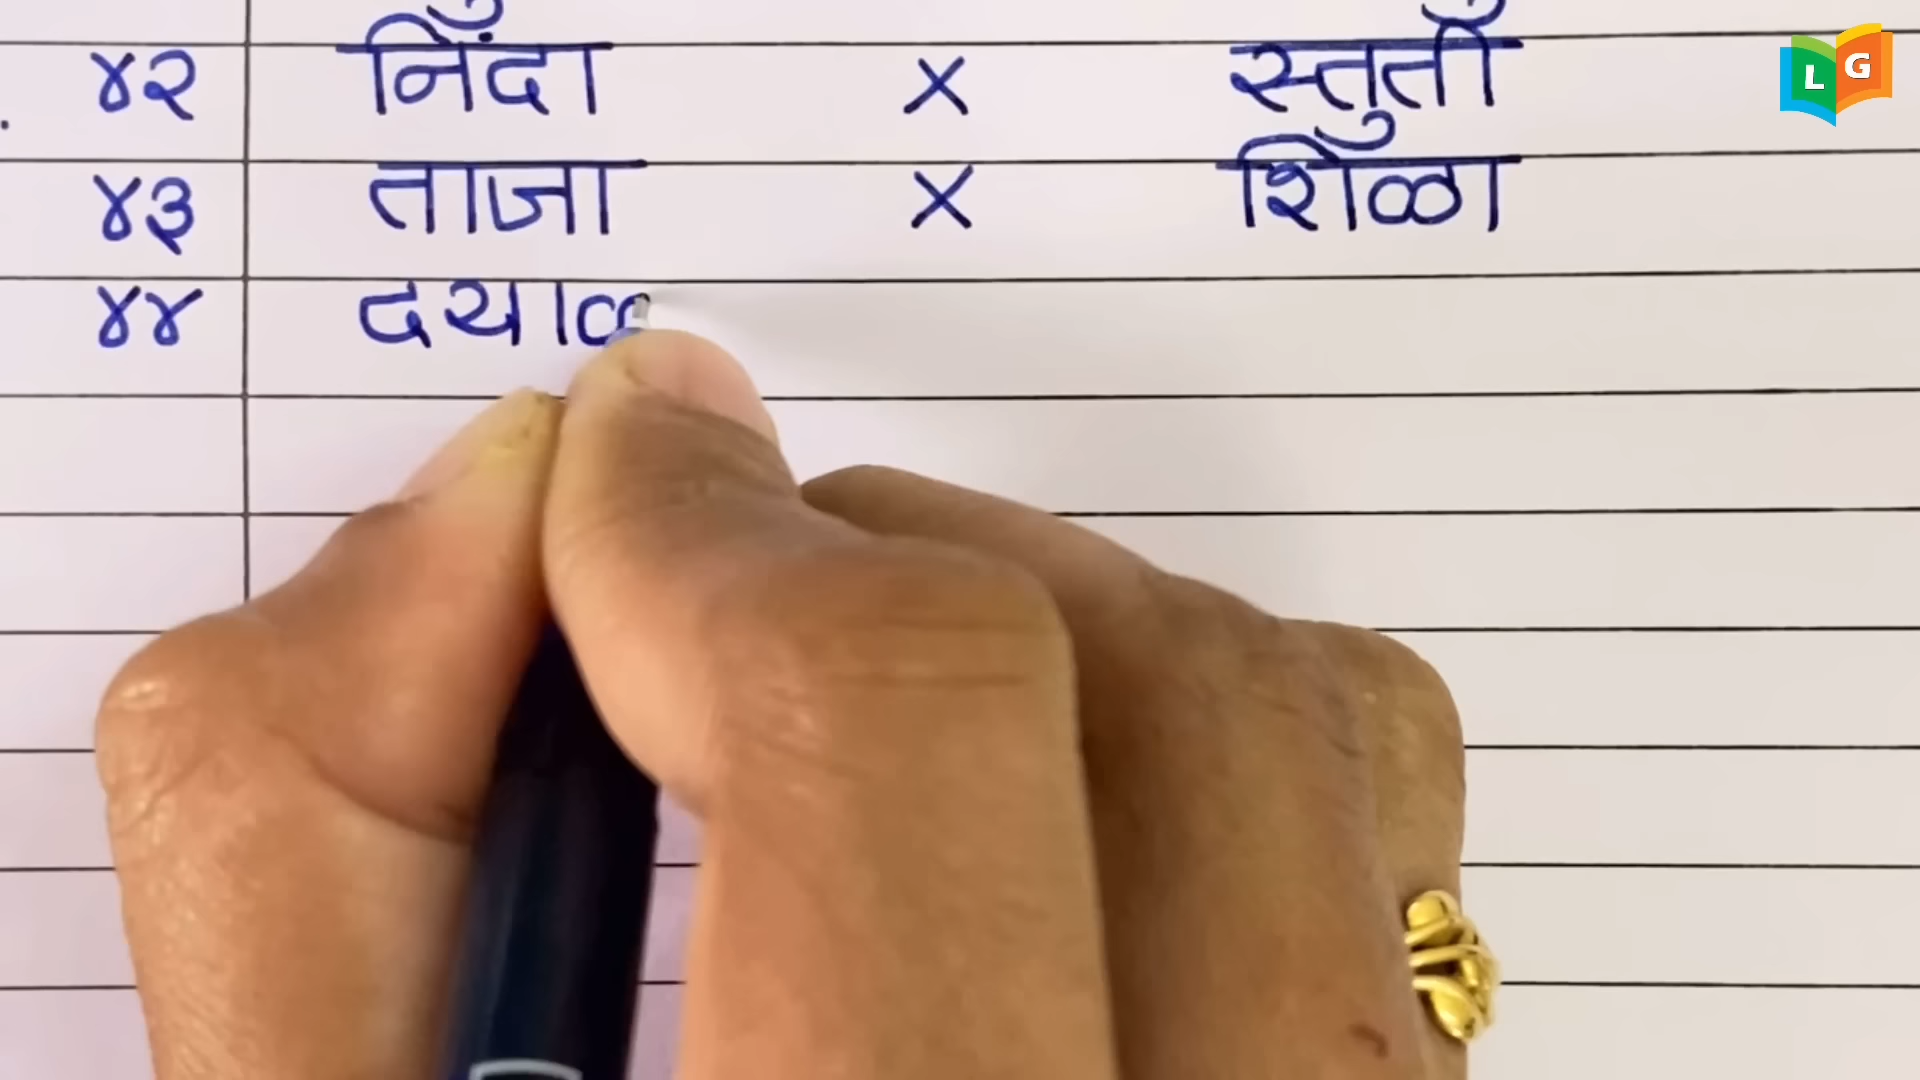 L G
४२ निंदा × स्तुती
४३ ताजा × शिळा
४४ दयाळ